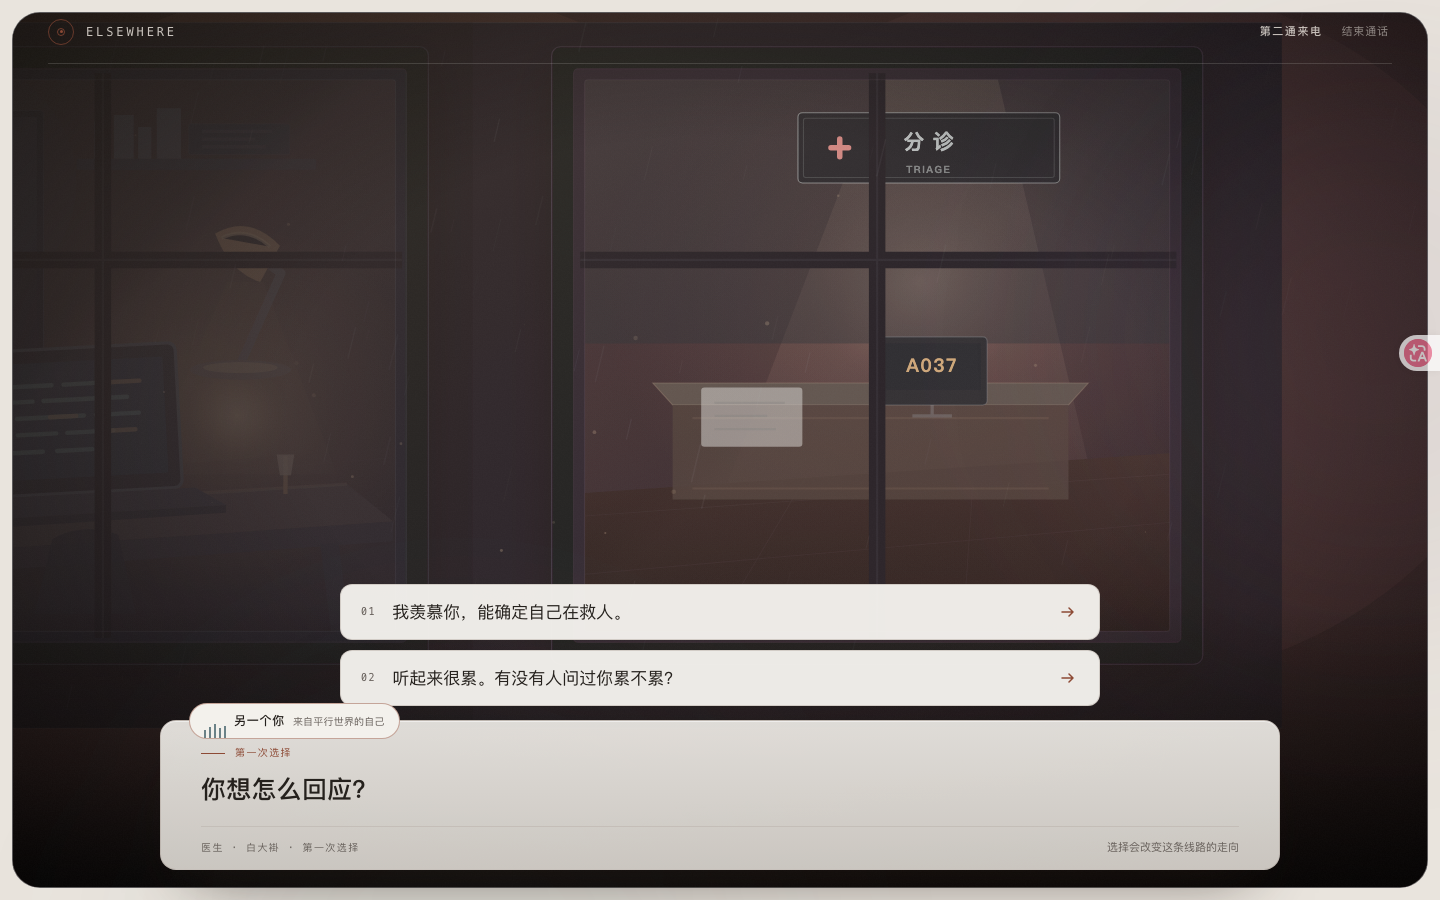 ELSEWHERE
第二通来电 结束通话
分诊
TRIAGE
A037
01 我羡慕你，能确定自己在救人。 →
02 听起来很累。有没有人问过你累不累? →
另一个你 来自平行世界的自己
第一次选择
你想怎么回应?
医生 · 白大褂 · 第一次选择
选择会改变这条线路的走向